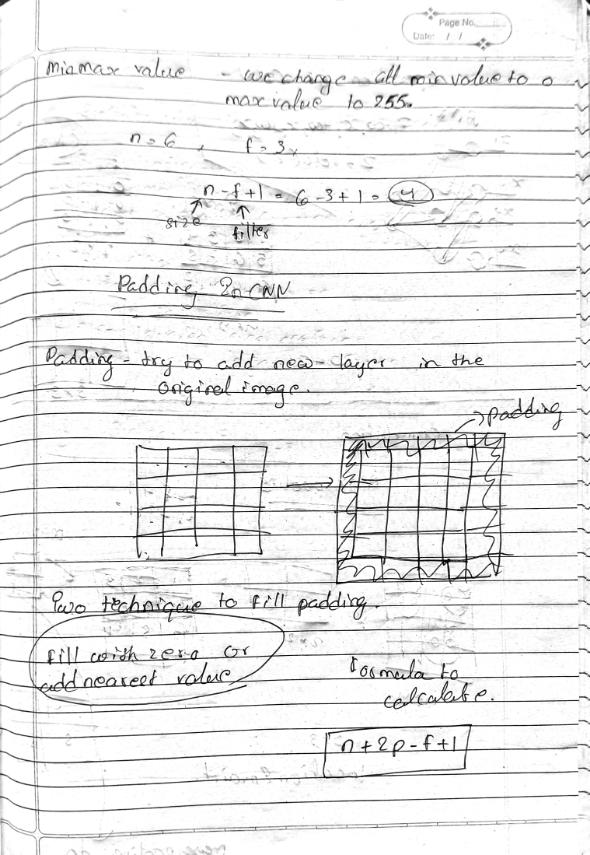 Page No.
Date: / /
Minmax value - we change all min value to 0
max value to 255.
n = 6 , f = 3,
n - f + 1 = 6 - 3 + 1 = 4
size filter
Padding In CNN
Padding - try to add new layer in the
original image.
padding
Two technique to fill padding.
fill with zero or
add nearest value
Formula to
calculate.
n+2p-f+1